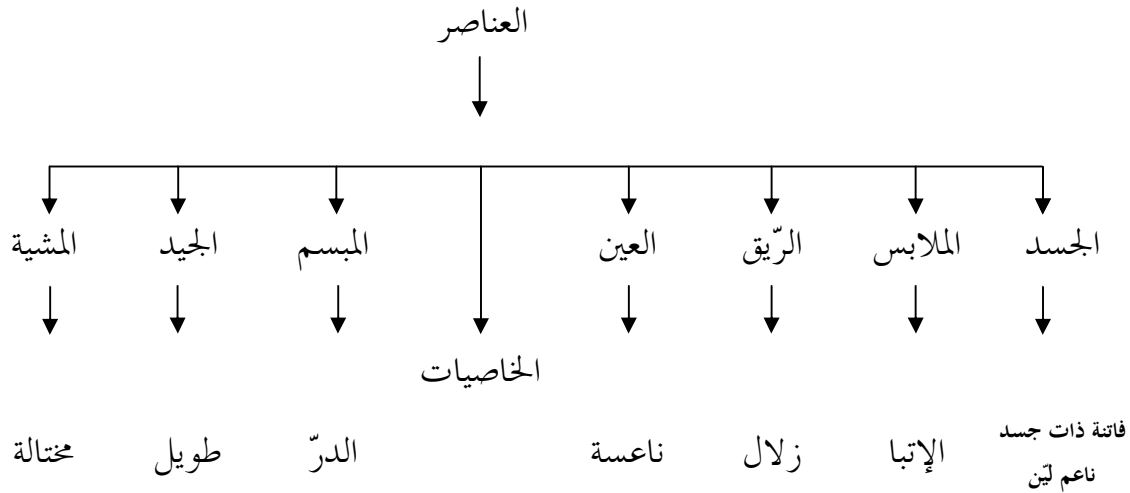 العناصر
الجسد الملابس الرّيق العين المبسم الجيد المشية
الخاصيات
فاتنة ذات جسد
ناعم ليّن
الإتبا زلال ناعسة الدرّ طويل مختالة